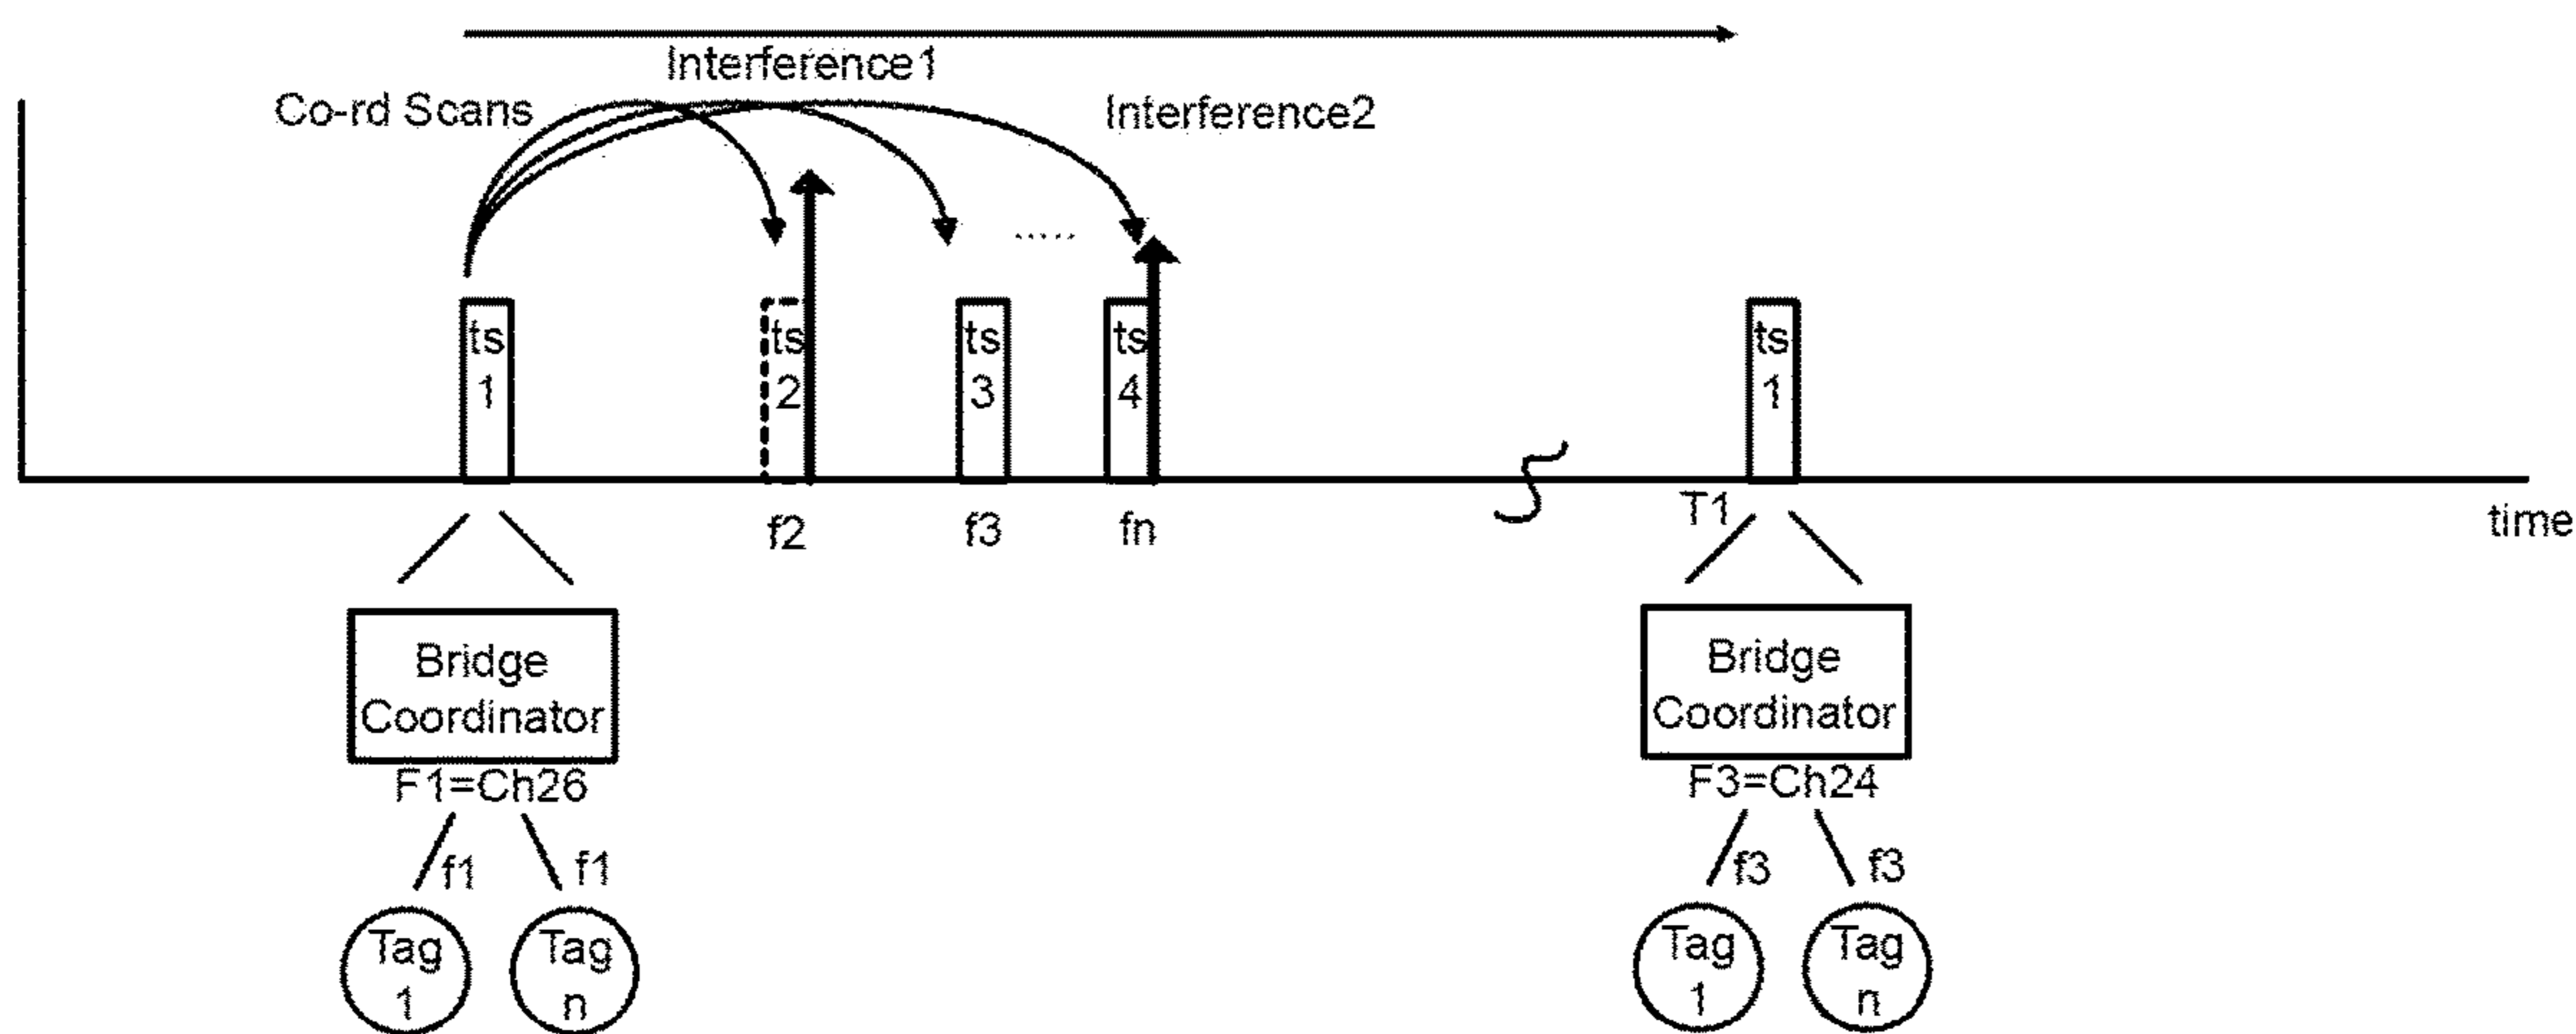 Interference1
Co-rd Scans
Interference2
.....
ts
1
ts
2
ts
3
ts
4
ts
1
f2
f3
fn
T1
time
Bridge
Coordinator
F1=Ch26
f1
f1
Tag
1
Tag
n
Bridge
Coordinator
F3=Ch24
f3
f3
Tag
1
Tag
n